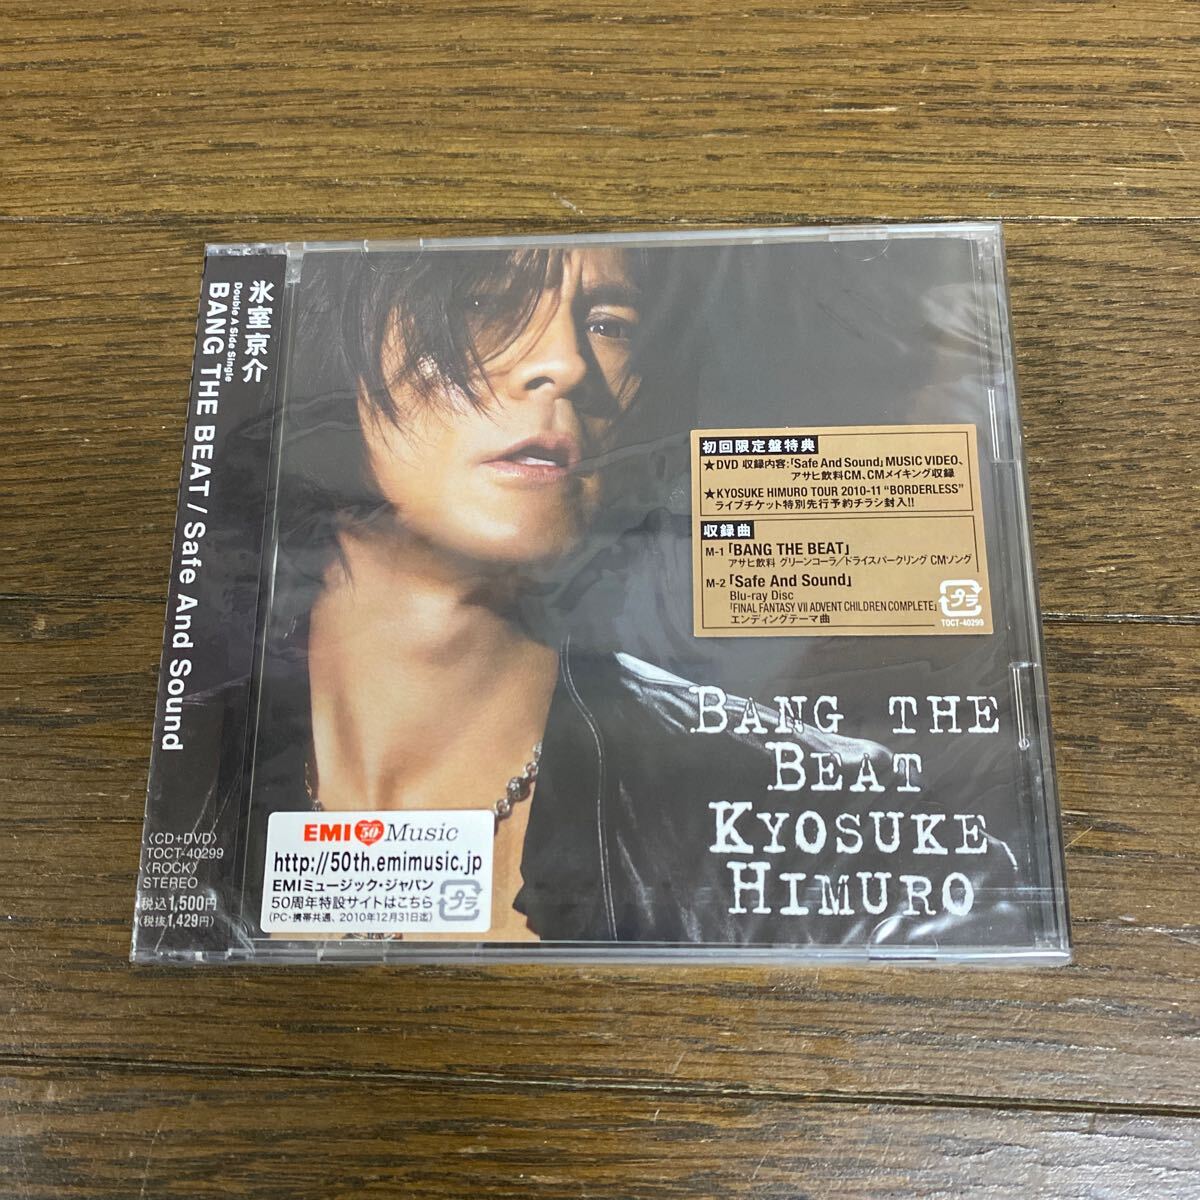 氷室京介
Double A Side Single
BANG THE BEAT / Safe And Sound
〈CD+DVD〉
TOCT-40299
〈ROCK〉
STEREO
税込1,500円
(税抜1,429円)
初回限定盤特典
★DVD 収録内容:「Safe And Sound」MUSIC VIDEO、
アサヒ飲料CM、CMメイキング収録
★KYOSUKE HIMURO TOUR 2010-11 "BORDERLESS"
ライブチケット特別先行予約チラシ封入!!
収録曲
M-1「BANG THE BEAT」
アサヒ飲料 グリーンコーラ/ドライスパークリング CMソング
M-2「Safe And Sound」
Blu-ray Disc
「FINAL FANTASY VII ADVENT CHILDREN COMPLETE」
エンディングテーマ曲
プラ
TOCT-40299
BANG THE
BEAT
KYOSUKE
HIMURO
EMI 50 Music
http://50th.emimusic.jp
EMIミュージック・ジャパン
50周年特設サイトはこちら
(PC・携帯共通、2010年12月31日迄)
プラ